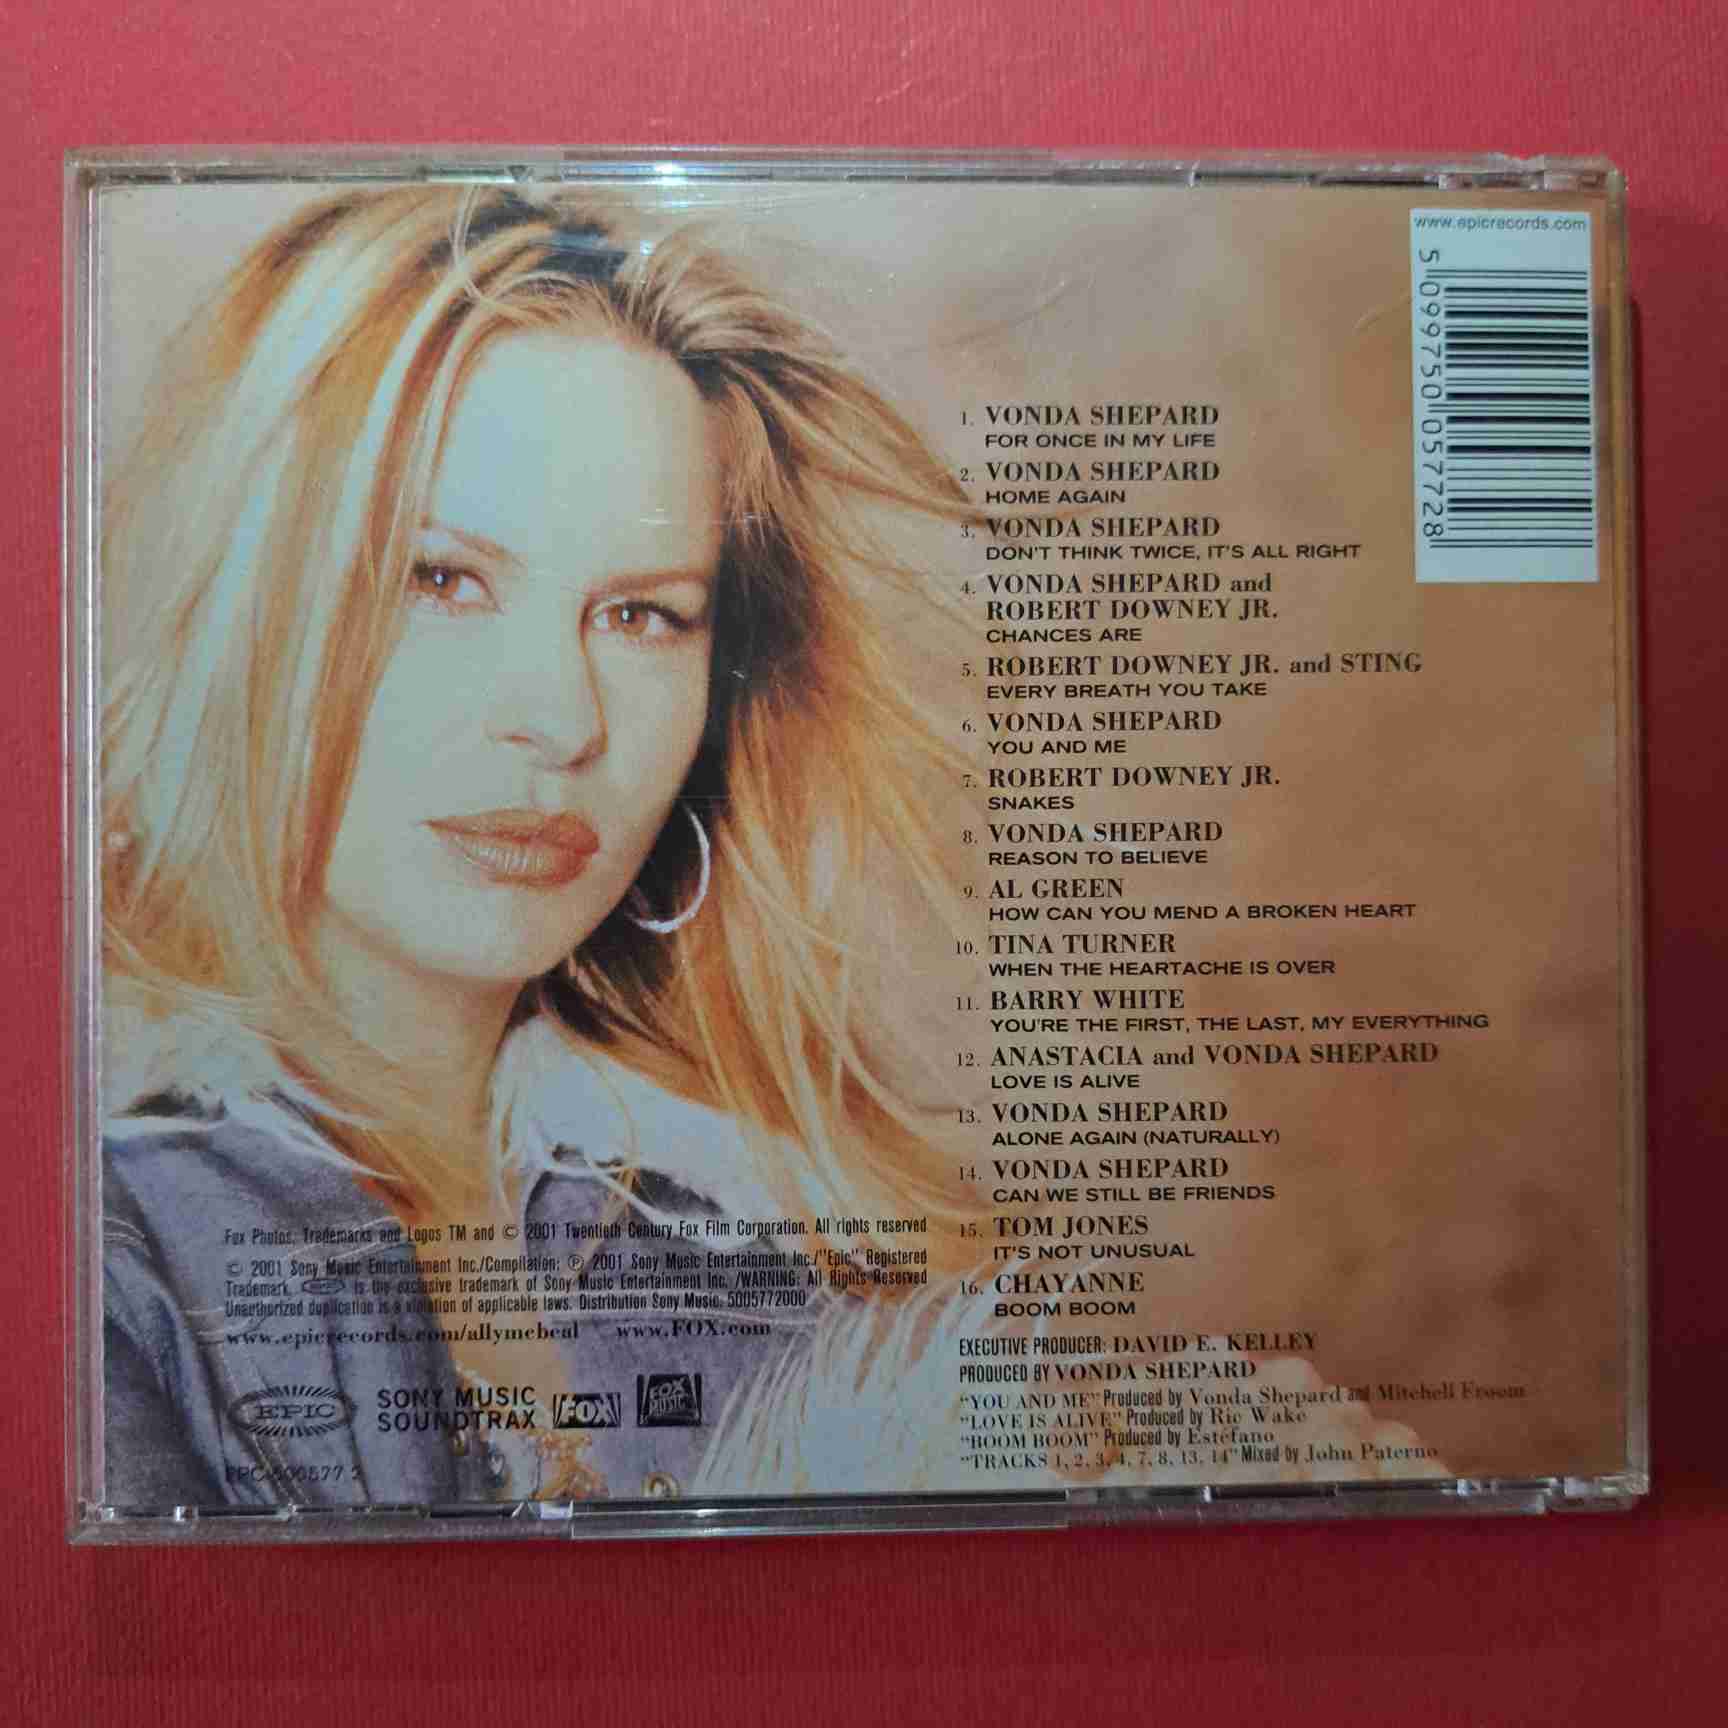 www.epicrecords.com
5 099750 057728
1. VONDA SHEPARD
FOR ONCE IN MY LIFE
2. VONDA SHEPARD
HOME AGAIN
3. VONDA SHEPARD
DON'T THINK TWICE, IT'S ALL RIGHT
4. VONDA SHEPARD and
ROBERT DOWNEY JR.
CHANCES ARE
5. ROBERT DOWNEY JR. and STING
EVERY BREATH YOU TAKE
6. VONDA SHEPARD
YOU AND ME
7. ROBERT DOWNEY JR.
SNAKES
8. VONDA SHEPARD
REASON TO BELIEVE
9. AL GREEN
HOW CAN YOU MEND A BROKEN HEART
10. TINA TURNER
WHEN THE HEARTACHE IS OVER
11. BARRY WHITE
YOU'RE THE FIRST, THE LAST, MY EVERYTHING
12. ANASTACIA and VONDA SHEPARD
LOVE IS ALIVE
13. VONDA SHEPARD
ALONE AGAIN (NATURALLY)
14. VONDA SHEPARD
CAN WE STILL BE FRIENDS
15. TOM JONES
IT'S NOT UNUSUAL
16. CHAYANNE
BOOM BOOM
EXECUTIVE PRODUCER: DAVID E. KELLEY
PRODUCED BY VONDA SHEPARD
"YOU AND ME" Produced by Vonda Shepard and Mitchell Froom
"LOVE IS ALIVE" Produced by Ric Wake
"BOOM BOOM" Produced by Estéfano
"TRACKS 1, 2, 3, 4, 7, 8, 13, 14" Mixed by John Paterno
Fox Photos, Trademarks and Logos TM and © 2001 Twentieth Century Fox Film Corporation. All rights reserved
© 2001 Sony Music Entertainment Inc./Compilation: ℗ 2001 Sony Music Entertainment Inc./"Epic" Registered
Trademark. EPIC is the exclusive trademark of Sony Music Entertainment Inc. /WARNING: All Rights Reserved
Unauthorized duplication is a violation of applicable laws. Distribution Sony Music. 5005772000
www.epicrecords.com/allymcbeal www.FOX.com
EPIC
SONY MUSIC
SOUNDTRAX
FOX
FOX
MUSIC
EPC 500577 2